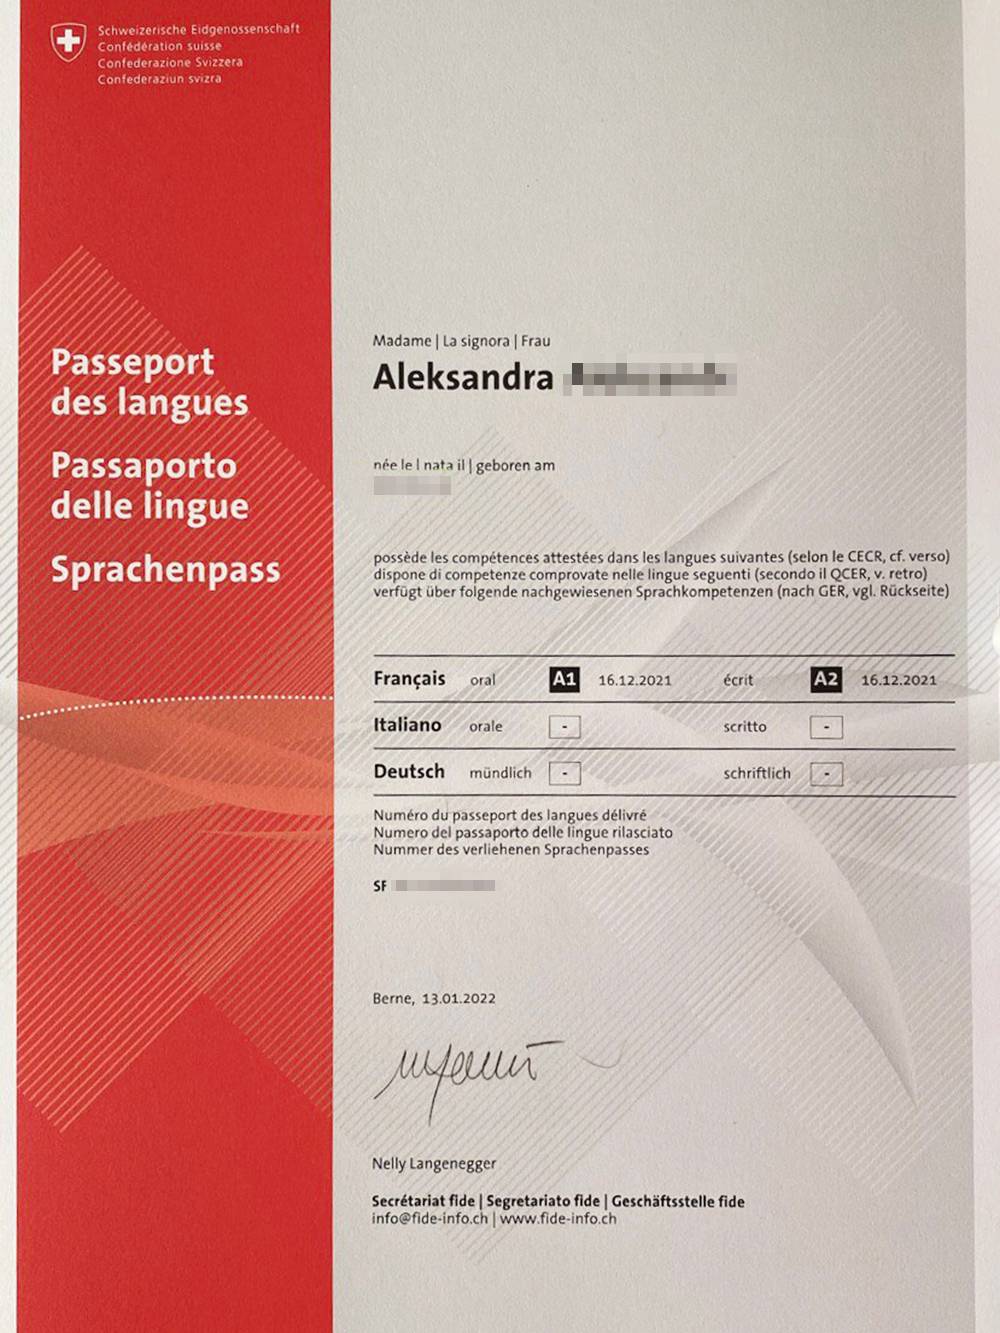 Schweizerische Eidgenossenschaft
Confédération suisse
Confederazione Svizzera
Confederaziun svizra
Passeport
des langues
Passaporto
delle lingue
Sprachenpass
Madame | La signora | Frau
Aleksandra
née le | nata il | geboren am
possède les compétences attestées dans les langues suivantes (selon le CECR, cf. verso)
dispone di competenze comprovate nelle lingue seguenti (secondo il QCER, v. retro)
verfügt über folgende nachgewiesenen Sprachkompetenzen (nach GER, vgl. Rückseite)
Français oral A1 16.12.2021 écrit A2 16.12.2021
Italiano orale - scritto -
Deutsch mündlich - schriftlich -
Numéro du passeport des langues délivré
Numero del passaporto delle lingue rilasciato
Nummer des verliehenen Sprachenpasses
SF
Berne, 13.01.2022
Nelly Langenegger
Secrétariat fide | Segretariato fide | Geschäftsstelle fide
info@fide-info.ch | www.fide-info.ch